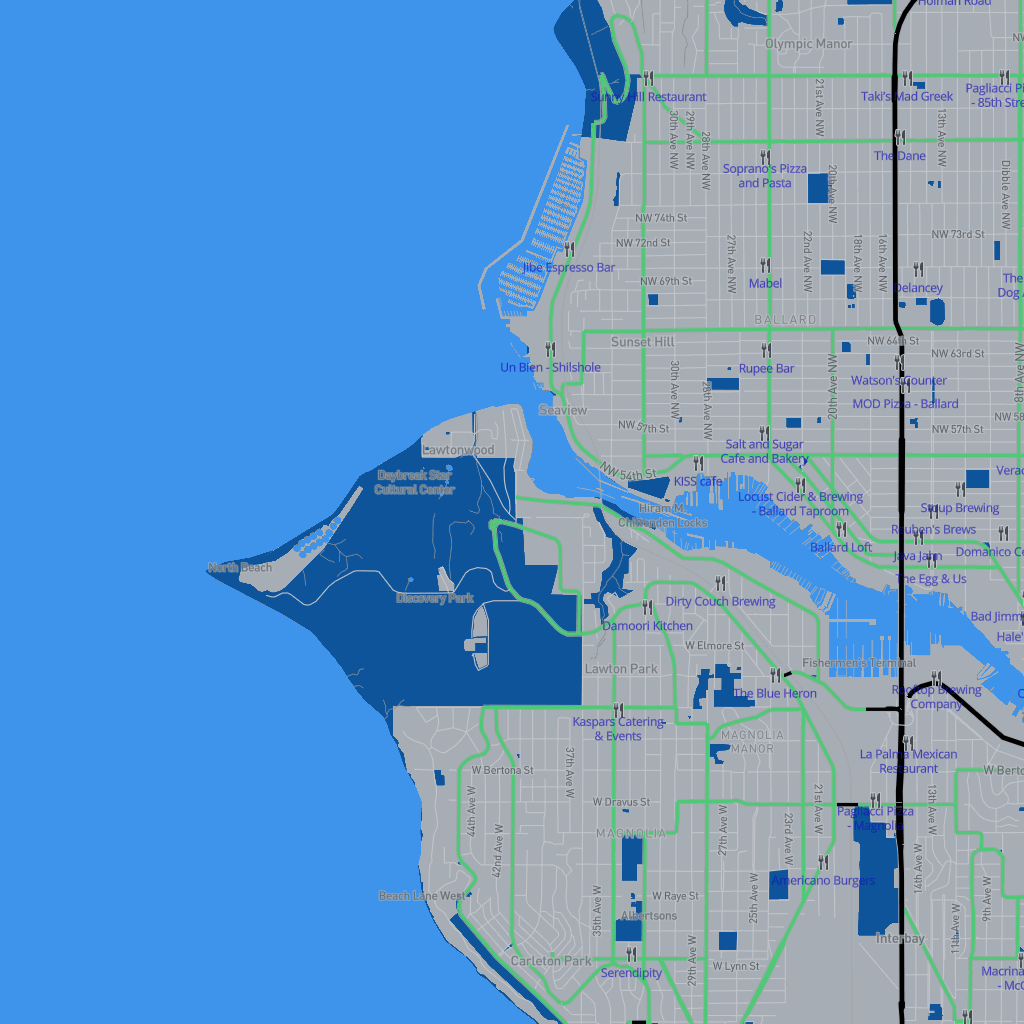 Holman Road
Olympic Manor
NW
Sunny Hill Restaurant
Taki's Mad Greek
Pagliacci Pi
- 85th Stre
21st Ave NW
13th Ave NW
30th Ave NW
29th Ave NW
28th Ave NW
The Dane
Soprano's Pizza
and Pasta
20th Ave NW
Dibble Ave NW
NW 74th St
NW 72nd St
NW 73rd St
27th Ave NW
22nd Ave NW
18th Ave NW
16th Ave NW
Jibe Espresso Bar
NW 69th St
Mabel
Delancey
The
Dog
BALLARD
Sunset Hill
NW 64th St
NW 63rd St
Un Bien - Shilshole
Rupee Bar
Watson's Counter
MOD Pizza - Ballard
30th Ave NW
28th Ave NW
20th Ave NW
8th Ave NW
Seaview
NW 57th St
NW 57th St
NW 58
Lawtonwood
Salt and Sugar
Cafe and Bakery
NW 54th St
KISS cafe
Vera
Daybreak Star
Cultural Center
Locust Cider & Brewing
- Ballard Taproom
Hiram M.
Chittenden Locks
Stoup Brewing
Reuben's Brews
Ballard Loft
Java Jahn
Domanico Ce
North Beach
The Egg & Us
Discovery Park
Dirty Couch Brewing
Damoori Kitchen
Bad Jimmy
Hale'
W Elmore St
Lawton Park
Fishermen's Terminal
The Blue Heron
Rooftop Brewing
Company
Kaspars Catering
& Events
MAGNOLIA
MANOR
La Palma Mexican
Restaurant
W Bertona St
W Berto
37th Ave W
44th Ave W
42nd Ave W
W Dravus St
21st Ave W
13th Ave W
27th Ave W
23rd Ave W
Pagliacci Pizza
- Magnolia
MAGNOLIA
14th Ave W
Americano Burgers
Beach Lane West
W Raye St
35th Ave W
25th Ave W
9th Ave W
11th Ave W
Albertsons
Interbay
Carleton Park
29th Ave W
W Lynn St
Serendipity
Macrina
- McG